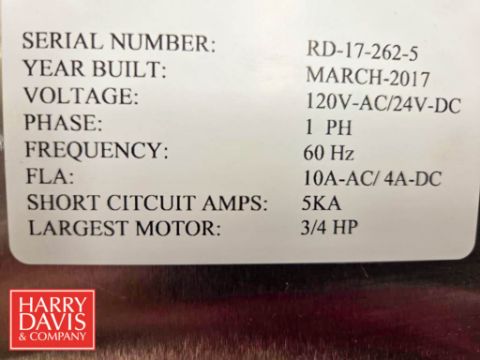 SERIAL NUMBER: RD-17-262-5
YEAR BUILT: MARCH-2017
VOLTAGE: 120V-AC/24V-DC
PHASE: 1 PH
FREQUENCY: 60 Hz
FLA: 10A-AC/ 4A-DC
SHORT CITCUIT AMPS: 5KA
LARGEST MOTOR: 3/4 HP
HARRY
DAVIS
& COMPANY